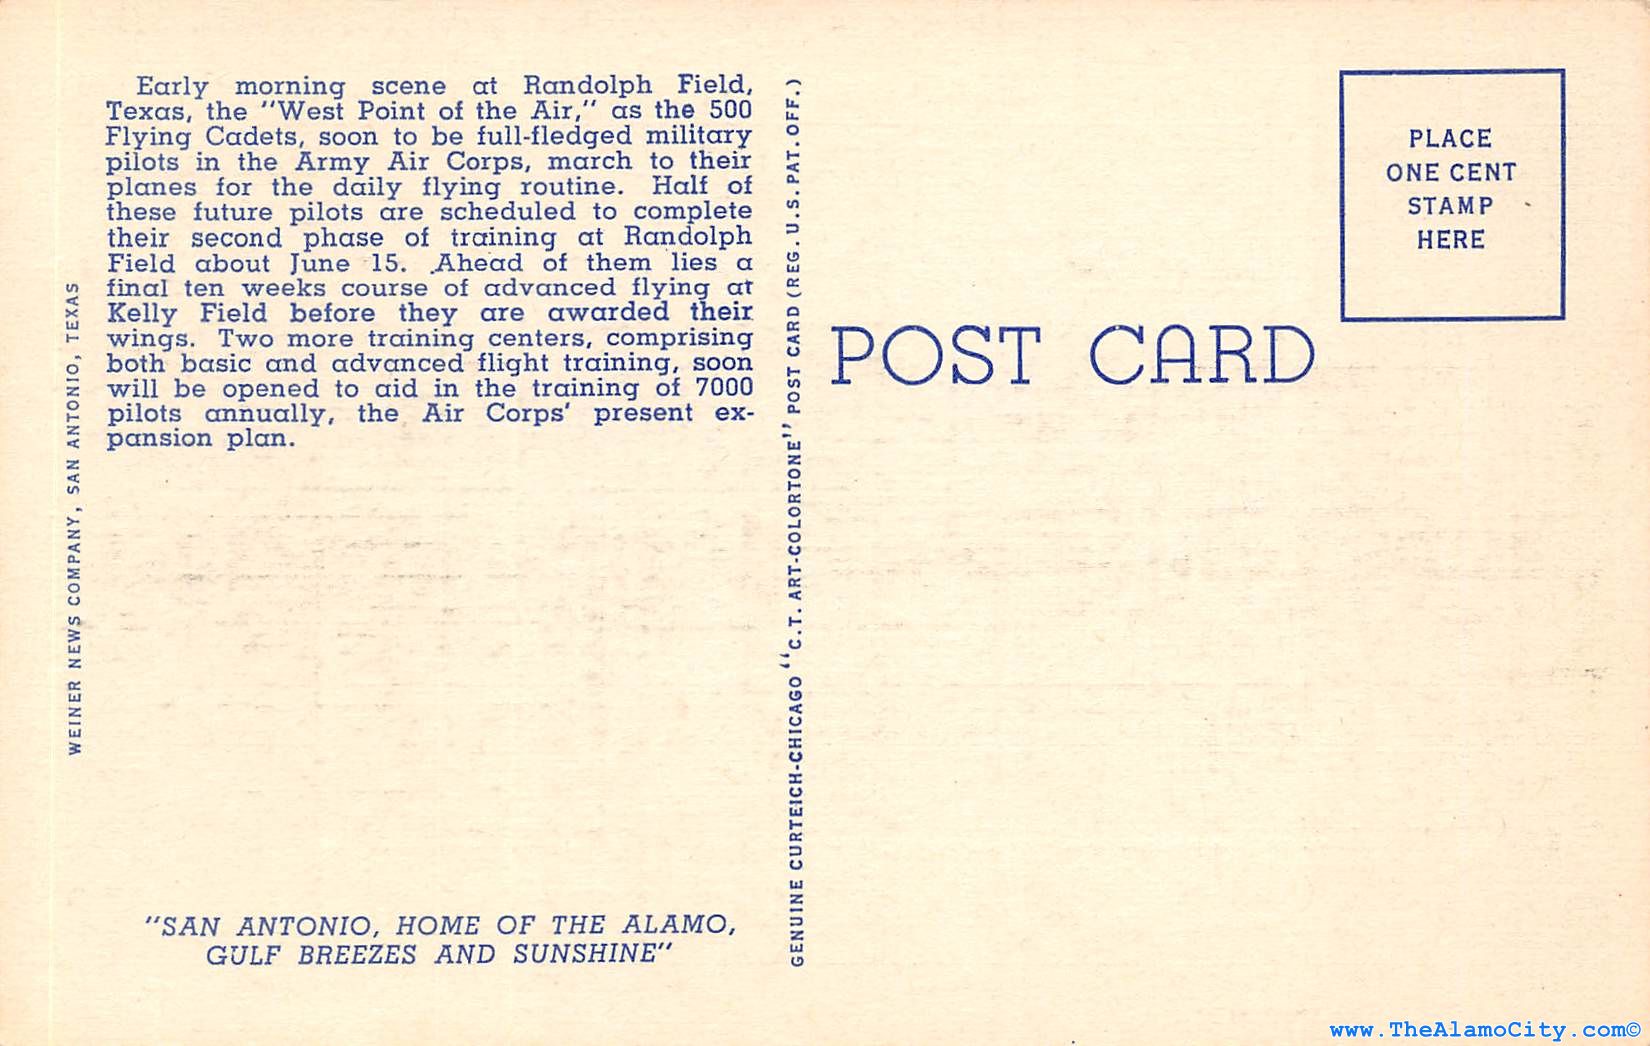 Early morning scene at Randolph Field,
Texas, the "West Point of the Air," as the 500
Flying Cadets, soon to be full-fledged military
pilots in the Army Air Corps, march to their
planes for the daily flying routine. Half of
these future pilots are scheduled to complete
their second phase of training at Randolph
Field about June 15. Ahead of them lies a
final ten weeks course of advanced flying at
Kelly Field before they are awarded their
wings. Two more training centers, comprising
both basic and advanced flight training, soon
will be opened to aid in the training of 7000
pilots annually, the Air Corps' present ex-
pansion plan.
WEINER NEWS COMPANY, SAN ANTONIO, TEXAS
"SAN ANTONIO, HOME OF THE ALAMO,
GULF BREEZES AND SUNSHINE"
GENUINE CURTEICH-CHICAGO "C.T. ART-COLORTONE" POST CARD (REG. U.S. PAT. OFF.)
POST CARD
PLACE
ONE CENT
STAMP
HERE
www.TheAlamoCity.com©